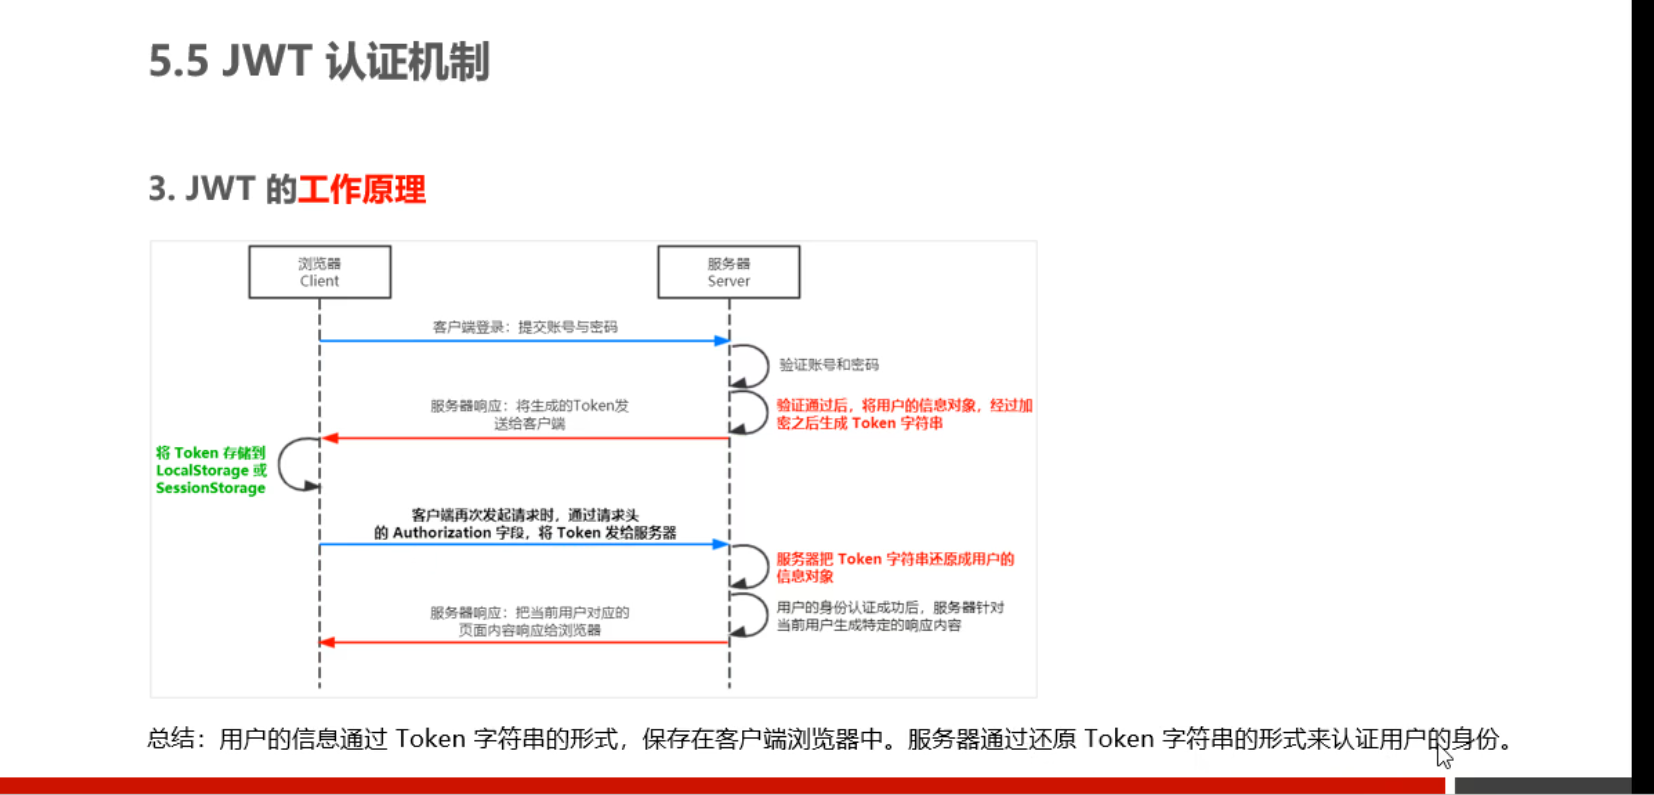 5.5 JWT 认证机制
3. JWT 的工作原理
浏览器
Client
服务器
Server
客户端登录：提交账号与密码
验证账号和密码
服务器响应：将生成的Token发
送给客户端
验证通过后，将用户的信息对象，经过加
密之后生成 Token 字符串
将 Token 存储到
LocalStorage 或
SessionStorage
客户端再次发起请求时，通过请求头
的 Authorization 字段，将 Token 发给服务器
服务器把 Token 字符串还原成用户的
信息对象
服务器响应：把当前用户对应的
页面内容响应给浏览器
用户的身份认证成功后，服务器针对
当前用户生成特定的响应内容
总结：用户的信息通过 Token 字符串的形式，保存在客户端浏览器中。服务器通过还原 Token 字符串的形式来认证用户的身份。